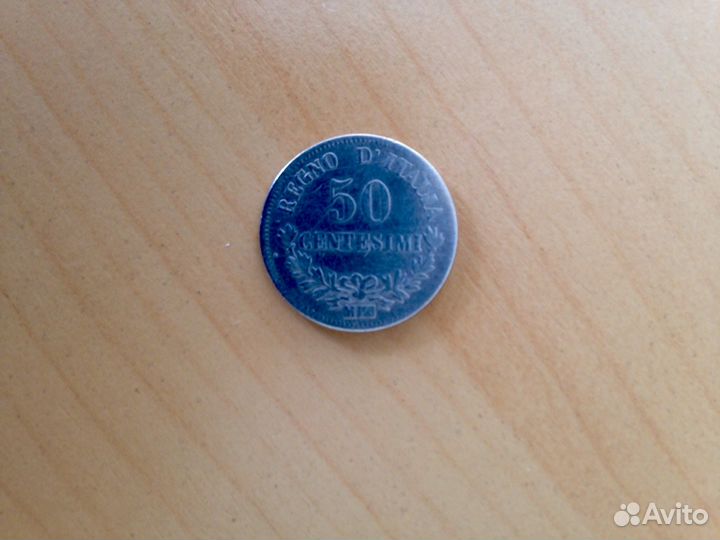 REGNO D'ITALIA
50
CENTESIMI
Avito